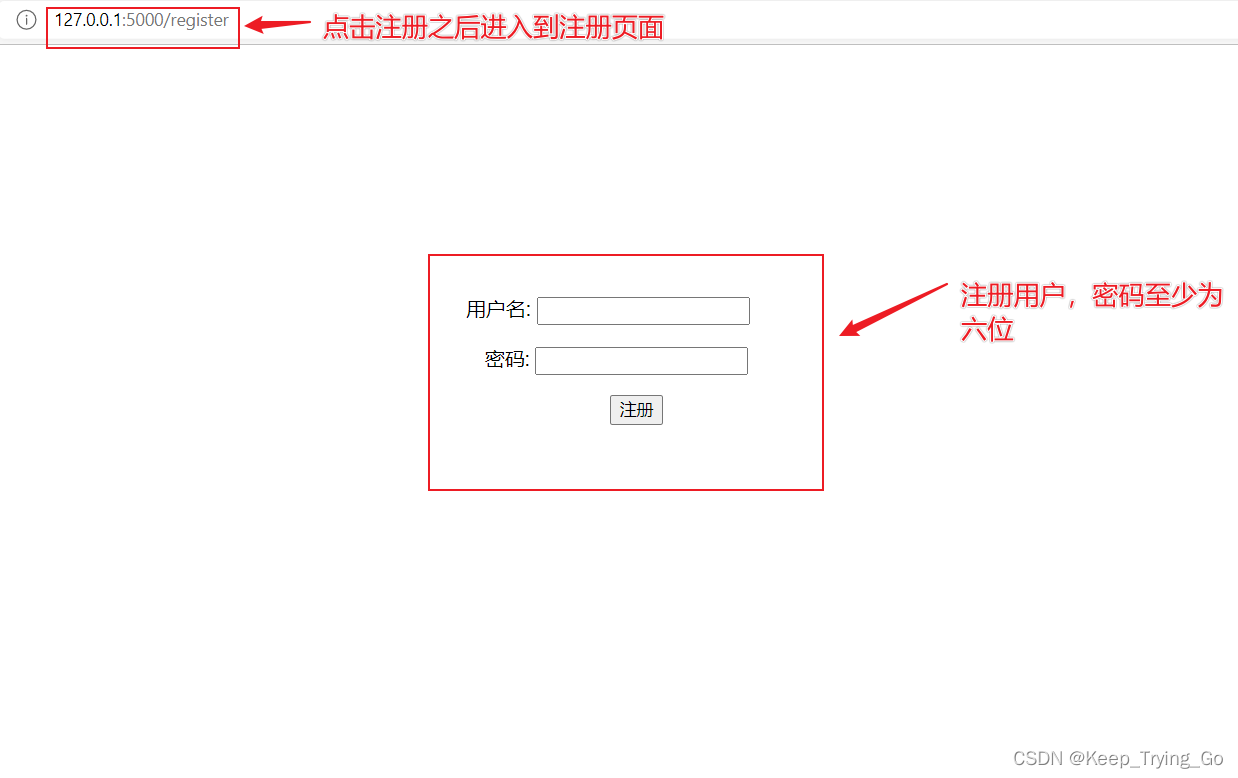 127.0.0.1:5000/register
点击注册之后进入到注册页面
用户名:
注册用户，密码至少为
六位
密码:
注册
CSDN @Keep_Trying_Go